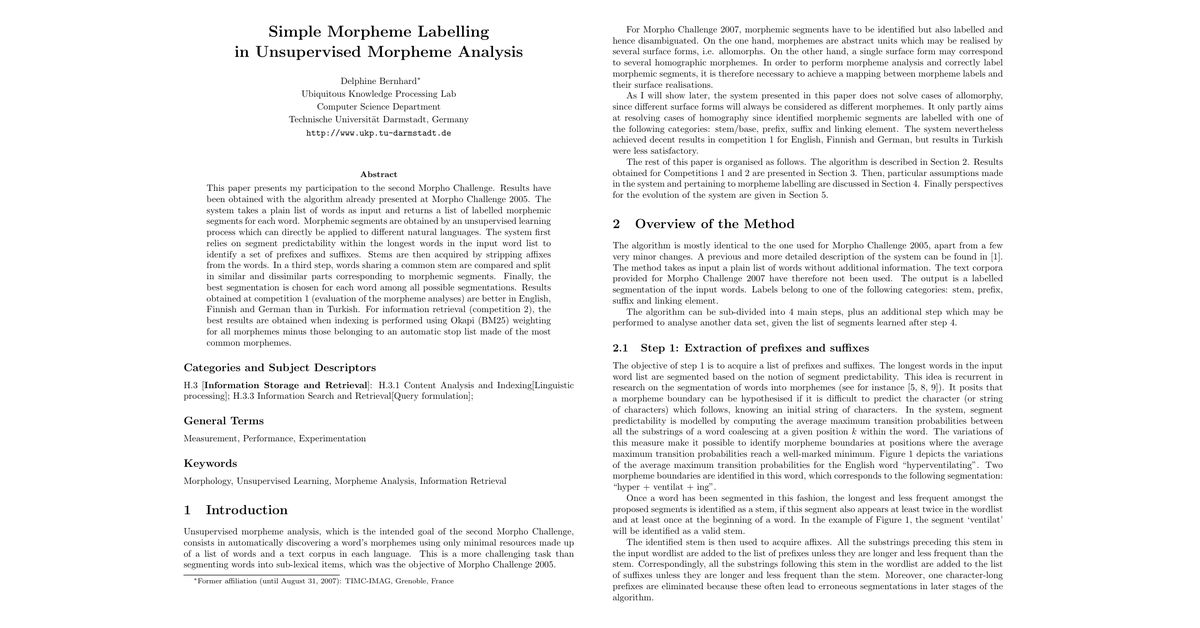 Simple Morpheme Labelling
in Unsupervised Morpheme Analysis
Delphine Bernhard*
Ubiquitous Knowledge Processing Lab
Computer Science Department
Technische Universität Darmstadt, Germany
http://www.ukp.tu-darmstadt.de
Abstract
This paper presents my participation to the second Morpho Challenge. Results have
been obtained with the algorithm already presented at Morpho Challenge 2005. The
system takes a plain list of words as input and returns a list of labelled morphemic
segments for each word. Morphemic segments are obtained by an unsupervised learning
process which can directly be applied to different natural languages. The system first
relies on segment predictability within the longest words in the input word list to
identify a set of prefixes and suffixes. Stems are then acquired by stripping affixes
from the words. In a third step, words sharing a common stem are compared and split
in similar and dissimilar parts corresponding to morphemic segments. Finally, the
best segmentation is chosen for each word among all possible segmentations. Results
obtained at competition 1 (evaluation of the morpheme analyses) are better in English,
Finnish and German than in Turkish. For information retrieval (competition 2), the
best results are obtained when indexing is performed using Okapi (BM25) weighting
for all morphemes minus those belonging to an automatic stop list made of the most
common morphemes.
Categories and Subject Descriptors
H.3 [Information Storage and Retrieval]: H.3.1 Content Analysis and Indexing[Linguistic
processing]; H.3.3 Information Search and Retrieval[Query formulation];
General Terms
Measurement, Performance, Experimentation
Keywords
Morphology, Unsupervised Learning, Morpheme Analysis, Information Retrieval
1 Introduction
Unsupervised morpheme analysis, which is the intended goal of the second Morpho Challenge,
consists in automatically discovering a word's morphemes using only minimal resources made up
of a list of words and a text corpus in each language. This is a more challenging task than
segmenting words into sub-lexical items, which was the objective of Morpho Challenge 2005.
*Former affiliation (until August 31, 2007): TIMC-IMAG, Grenoble, France
For Morpho Challenge 2007, morphemic segments have to be identified but also labelled and
hence disambiguated. On the one hand, morphemes are abstract units which may be realised by
several surface forms, i.e. allomorphs. On the other hand, a single surface form may correspond
to several homographic morphemes. In order to perform morpheme analysis and correctly label
morphemic segments, it is therefore necessary to achieve a mapping between morpheme labels and
their surface realisations.
As I will show later, the system presented in this paper does not solve cases of allomorphy,
since different surface forms will always be considered as different morphemes. It only partly aims
at resolving cases of homography since identified morphemic segments are labelled with one of
the following categories: stem/base, prefix, suffix and linking element. The system nevertheless
achieved decent results in competition 1 for English, Finnish and German, but results in Turkish
were less satisfactory.
The rest of this paper is organised as follows. The algorithm is described in Section 2. Results
obtained for Competitions 1 and 2 are presented in Section 3. Then, particular assumptions made
in the system and pertaining to morpheme labelling are discussed in Section 4. Finally perspectives
for the evolution of the system are given in Section 5.
2 Overview of the Method
The algorithm is mostly identical to the one used for Morpho Challenge 2005, apart from a few
very minor changes. A previous and more detailed description of the system can be found in [1].
The method takes as input a plain list of words without additional information. The text corpora
provided for Morpho Challenge 2007 have therefore not been used. The output is a labelled
segmentation of the input words. Labels belong to one of the following categories: stem, prefix,
suffix and linking element.
The algorithm can be sub-divided into 4 main steps, plus an additional step which may be
performed to analyse another data set, given the list of segments learned after step 4.
2.1 Step 1: Extraction of prefixes and suffixes
The objective of step 1 is to acquire a list of prefixes and suffixes. The longest words in the input
word list are segmented based on the notion of segment predictability. This idea is recurrent in
research on the segmentation of words into morphemes (see for instance [5, 8, 9]). It posits that
a morpheme boundary can be hypothesised if it is difficult to predict the character (or string
of characters) which follows, knowing an initial string of characters. In the system, segment
predictability is modelled by computing the average maximum transition probabilities between
all the substrings of a word coalescing at a given position k within the word. The variations of
this measure make it possible to identify morpheme boundaries at positions where the average
maximum transition probabilities reach a well-marked minimum. Figure 1 depicts the variations
of the average maximum transition probabilities for the English word "hyperventilating". Two
morpheme boundaries are identified in this word, which corresponds to the following segmentation:
"hyper + ventilat + ing".
Once a word has been segmented in this fashion, the longest and less frequent amongst the
proposed segments is identified as a stem, if this segment also appears at least twice in the wordlist
and at least once at the beginning of a word. In the example of Figure 1, the segment 'ventilat'
will be identified as a valid stem.
The identified stem is then used to acquire affixes. All the substrings preceding this stem in
the input wordlist are added to the list of prefixes unless they are longer and less frequent than the
stem. Correspondingly, all the substrings following this stem in the wordlist are added to the list
of suffixes unless they are longer and less frequent than the stem. Moreover, one character-long
prefixes are eliminated because these often lead to erroneous segmentations in later stages of the
algorithm.